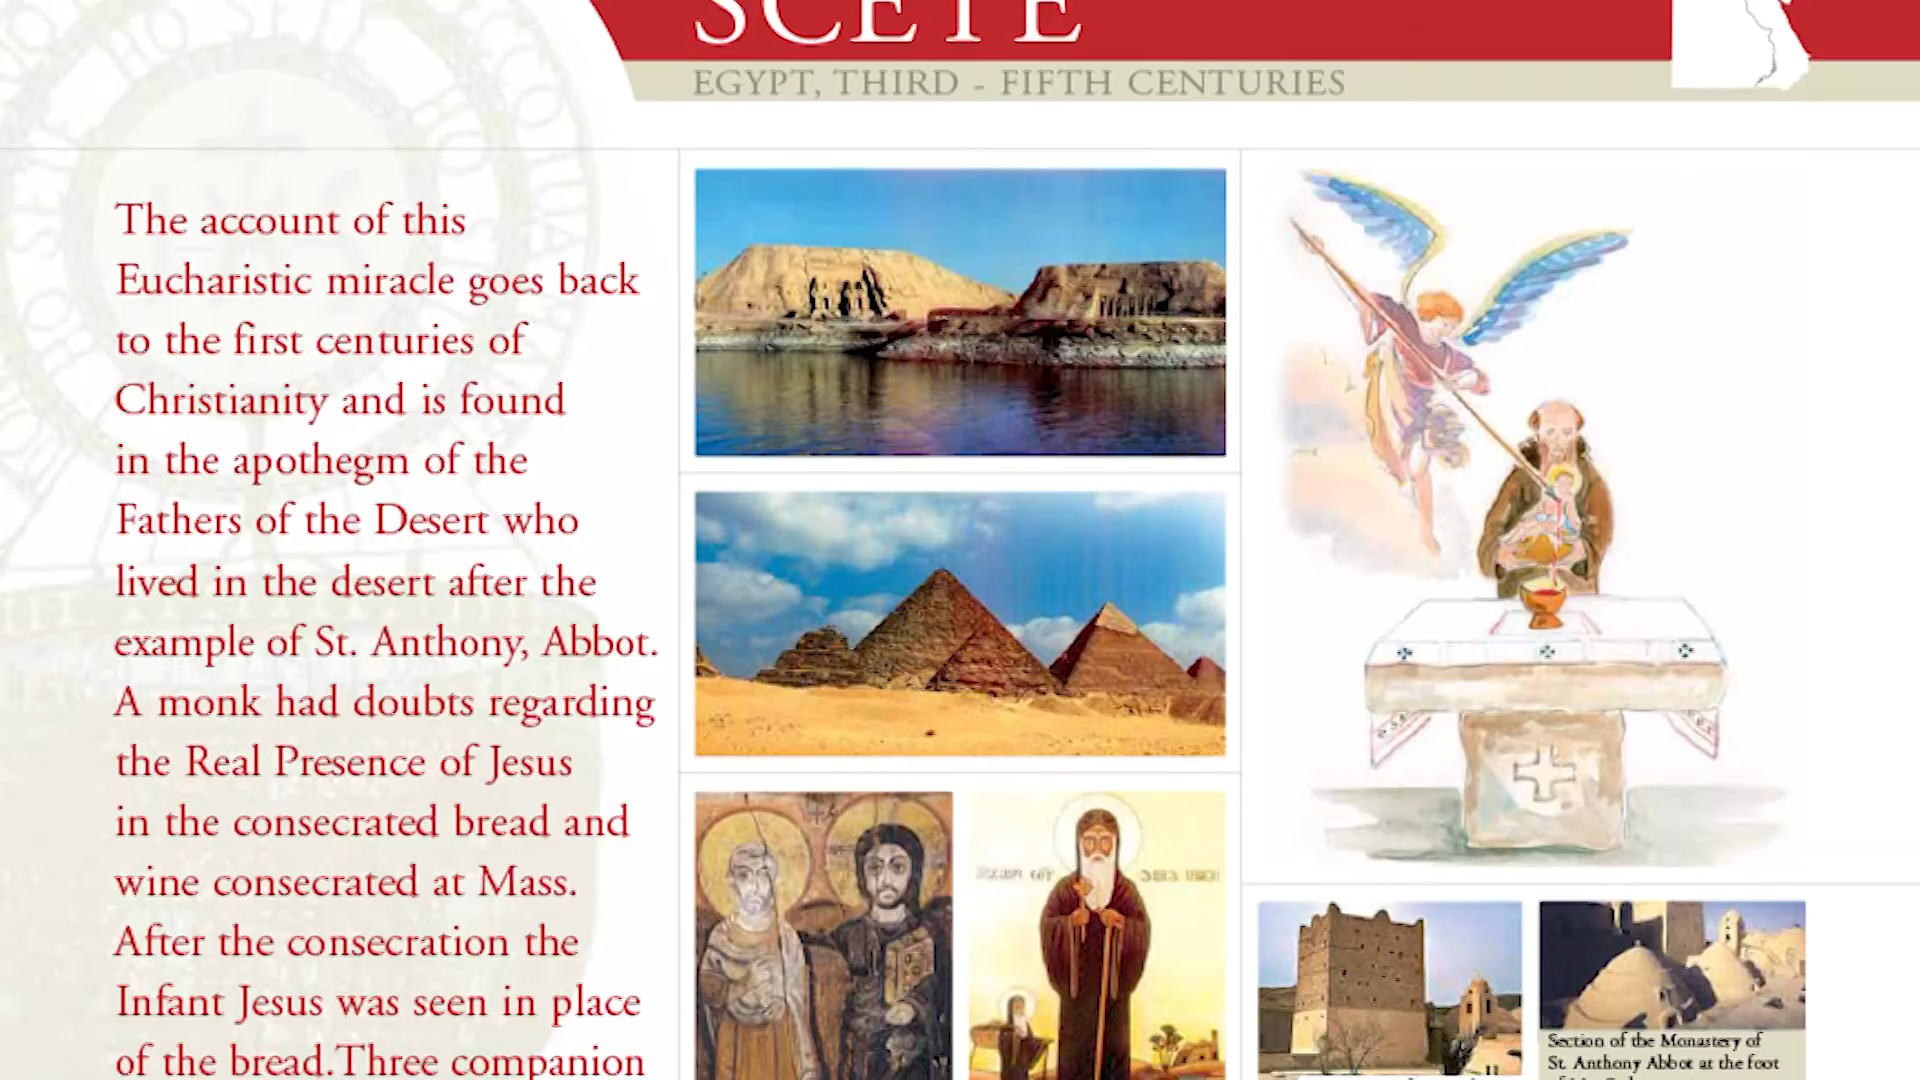 SCETE
EGYPT, THIRD - FIFTH CENTURIES
The account of this
Eucharistic miracle goes back
to the first centuries of
Christianity and is found
in the apothegm of the
Fathers of the Desert who
lived in the desert after the
example of St. Anthony, Abbot.
A monk had doubts regarding
the Real Presence of Jesus
in the consecrated bread and
wine consecrated at Mass.
After the consecration the
Infant Jesus was seen in place
of the bread.Three companion
Section of the Monastery of
St. Anthony Abbot at the foot